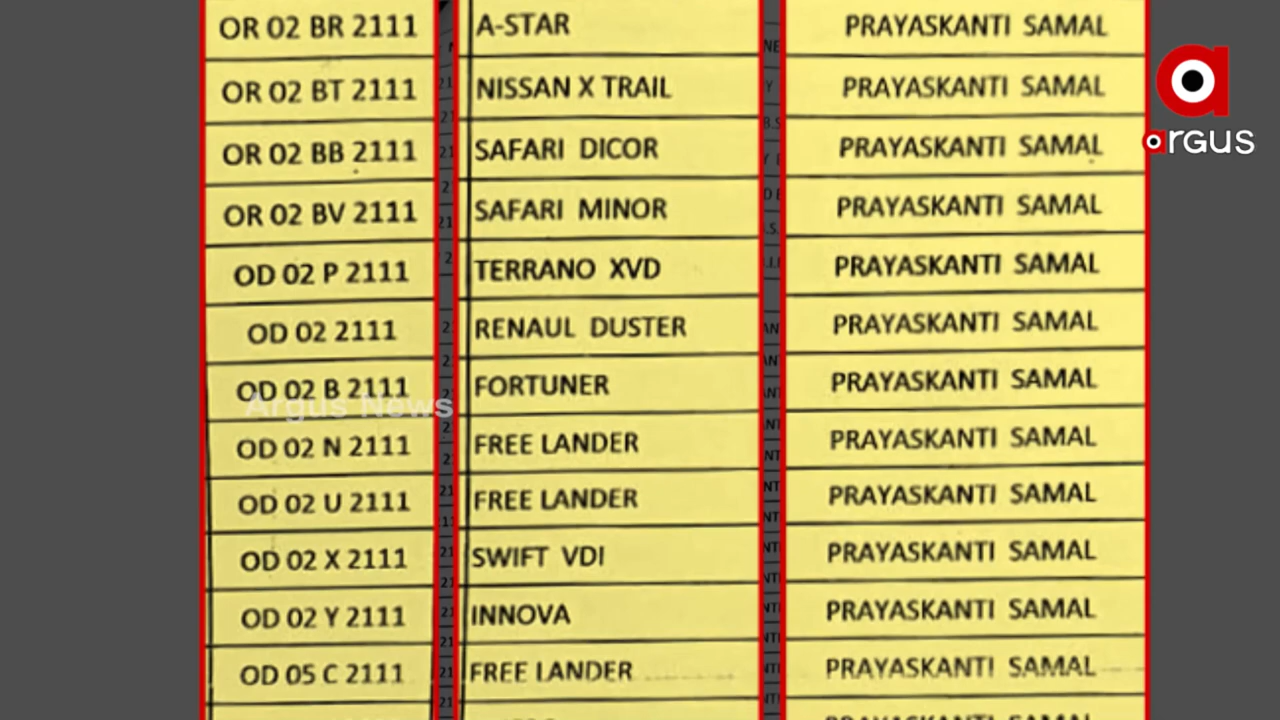 OR 02 BR 2111 A-STAR PRAYASKANTI SAMAL
OR 02 BT 2111 NISSAN X TRAIL PRAYASKANTI SAMAL
OR 02 BB 2111 SAFARI DICOR PRAYASKANTI SAMAL
OR 02 BV 2111 SAFARI MINOR PRAYASKANTI SAMAL
OD 02 P 2111 TERRANO XVD PRAYASKANTI SAMAL
OD 02 2111 RENAUL DUSTER PRAYASKANTI SAMAL
OD 02 B 2111 FORTUNER PRAYASKANTI SAMAL
OD 02 N 2111 FREE LANDER PRAYASKANTI SAMAL
OD 02 U 2111 FREE LANDER PRAYASKANTI SAMAL
OD 02 X 2111 SWIFT VDI PRAYASKANTI SAMAL
OD 02 Y 2111 INNOVA PRAYASKANTI SAMAL
OD 05 C 2111 FREE LANDER PRAYASKANTI SAMAL
argus
Argus News